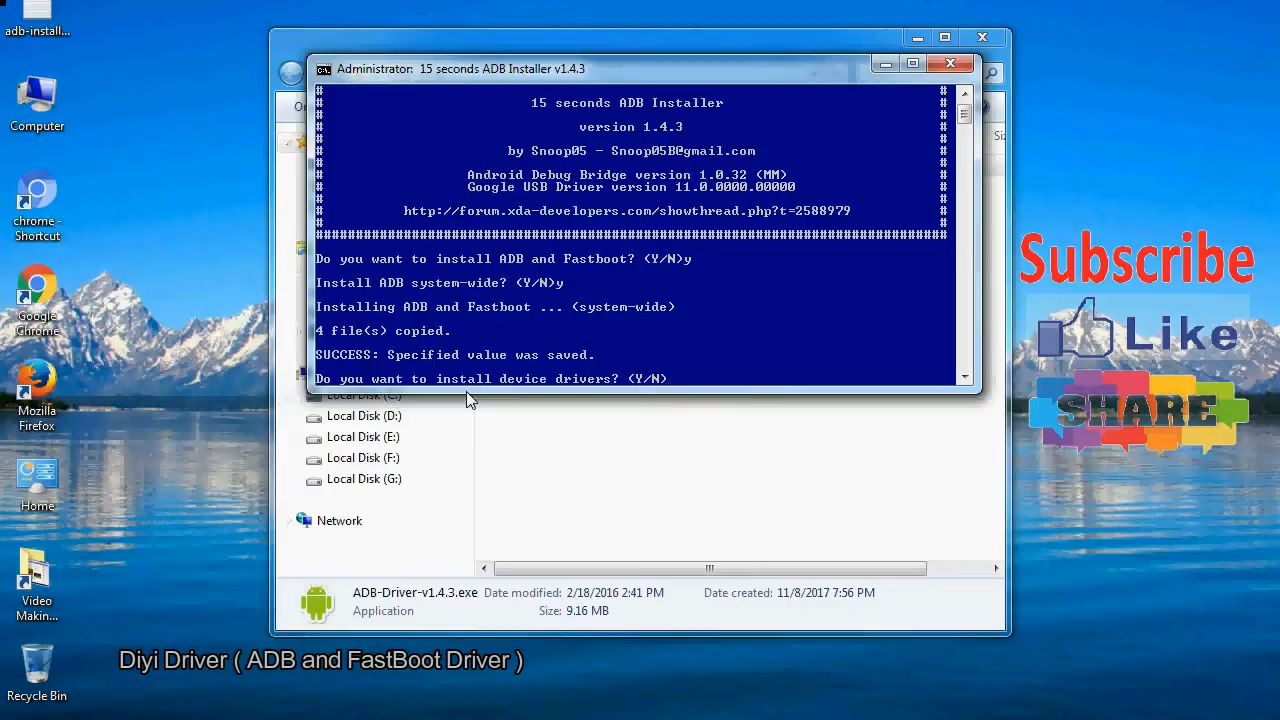 adb-install...
Computer
chrome -
Shortcut
Google
Chrome
Mozilla
Firefox
Home
Video
Makin...
Recycle Bin
Administrator: 15 seconds ADB Installer v1.4.3
15 seconds ADB Installer
version 1.4.3
by Snoop05 - Snoop05B@gmail.com
Android Debug Bridge version 1.0.32 (MM)
Google USB Driver version 11.0.0000.00000
http://forum.xda-developers.com/showthread.php?t=2588979
################################################################################
Do you want to install ADB and Fastboot? (Y/N)y
Install ADB system-wide? (Y/N)y
Installing ADB and Fastboot ... (system-wide)
4 file(s) copied.
SUCCESS: Specified value was saved.
Do you want to install device drivers? (Y/N)
Local Disk (C:)
Local Disk (D:)
Local Disk (E:)
Local Disk (F:)
Local Disk (G:)
Network
ADB-Driver-v1.4.3.exe Date modified: 2/18/2016 2:41 PM Date created: 11/8/2017 7:56 PM
Application Size: 9.16 MB
Subscribe
Like
SHARE
Diyi Driver ( ADB and FastBoot Driver )